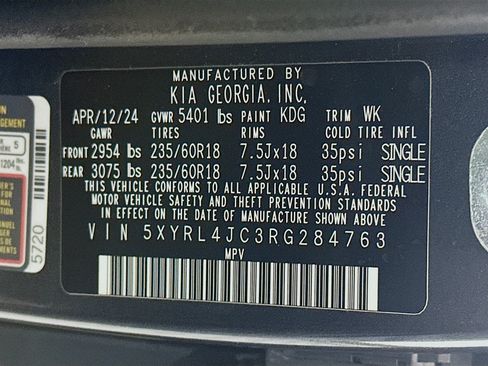 MANUFACTURED BY
KIA GEORGIA, INC.
APR/12/24 GVWR 5401 lbs PAINT KDG TRIM WK
GAWR TIRES RIMS COLD TIRE INFL
FRONT 2954 lbs 235/60R18 7.5Jx18 35psi SINGLE
REAR 3075 lbs 235/60R18 7.5Jx18 35psi SINGLE
THIS VEHICLE CONFORMS TO ALL APPLICABLE U.S.A. FEDERAL
MOTOR VEHICLE SAFETY AND THEFT PREVENTION STANDARDS
IN EFFECT ON THE DATE OF MANUFACTURE SHOWN ABOVE
VIN 5XYRL4JC3RG284763
MPV
5
1204
5720